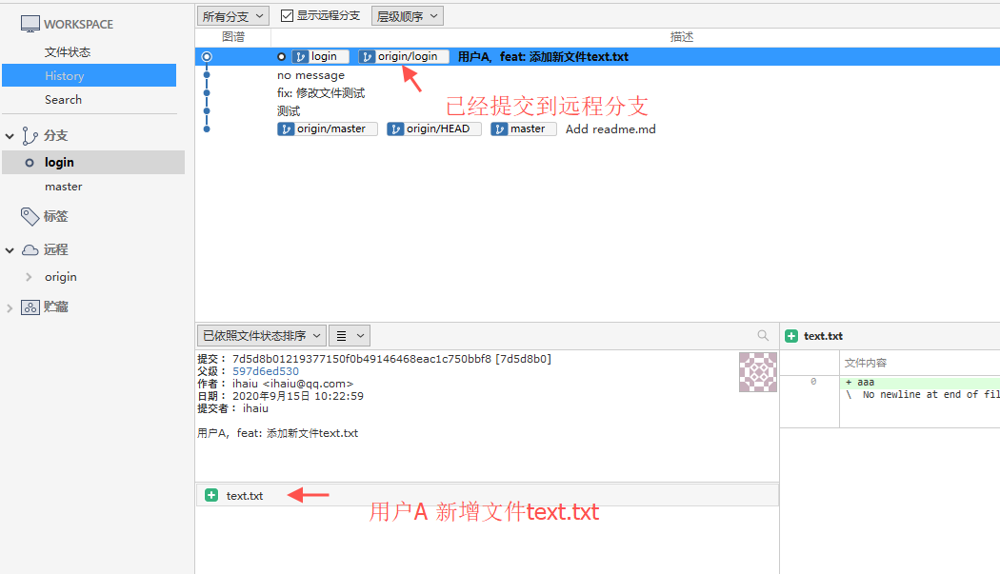 WORKSPACE
文件状态
History
Search
分支
login
master
标签
远程
origin
贮藏
所有分支 显示远程分支 层级顺序
图谱 描述
login origin/login 用户A，feat: 添加新文件text.txt
no message
fix: 修改文件测试
测试
origin/master origin/HEAD master Add readme.md
已经提交到远程分支
已依照文件状态排序
提交： 7d5d8b01219377150f0b49146468eac1c750bbf8 [7d5d8b0]
父级： 597d6ed530
作者： ihaiu <ihaiu@qq.com>
日期： 2020年9月15日 10:22:59
提交者： ihaiu
用户A，feat: 添加新文件text.txt
text.txt
用户A 新增文件text.txt
text.txt
文件内容
0 + aaa
\ No newline at end of fil